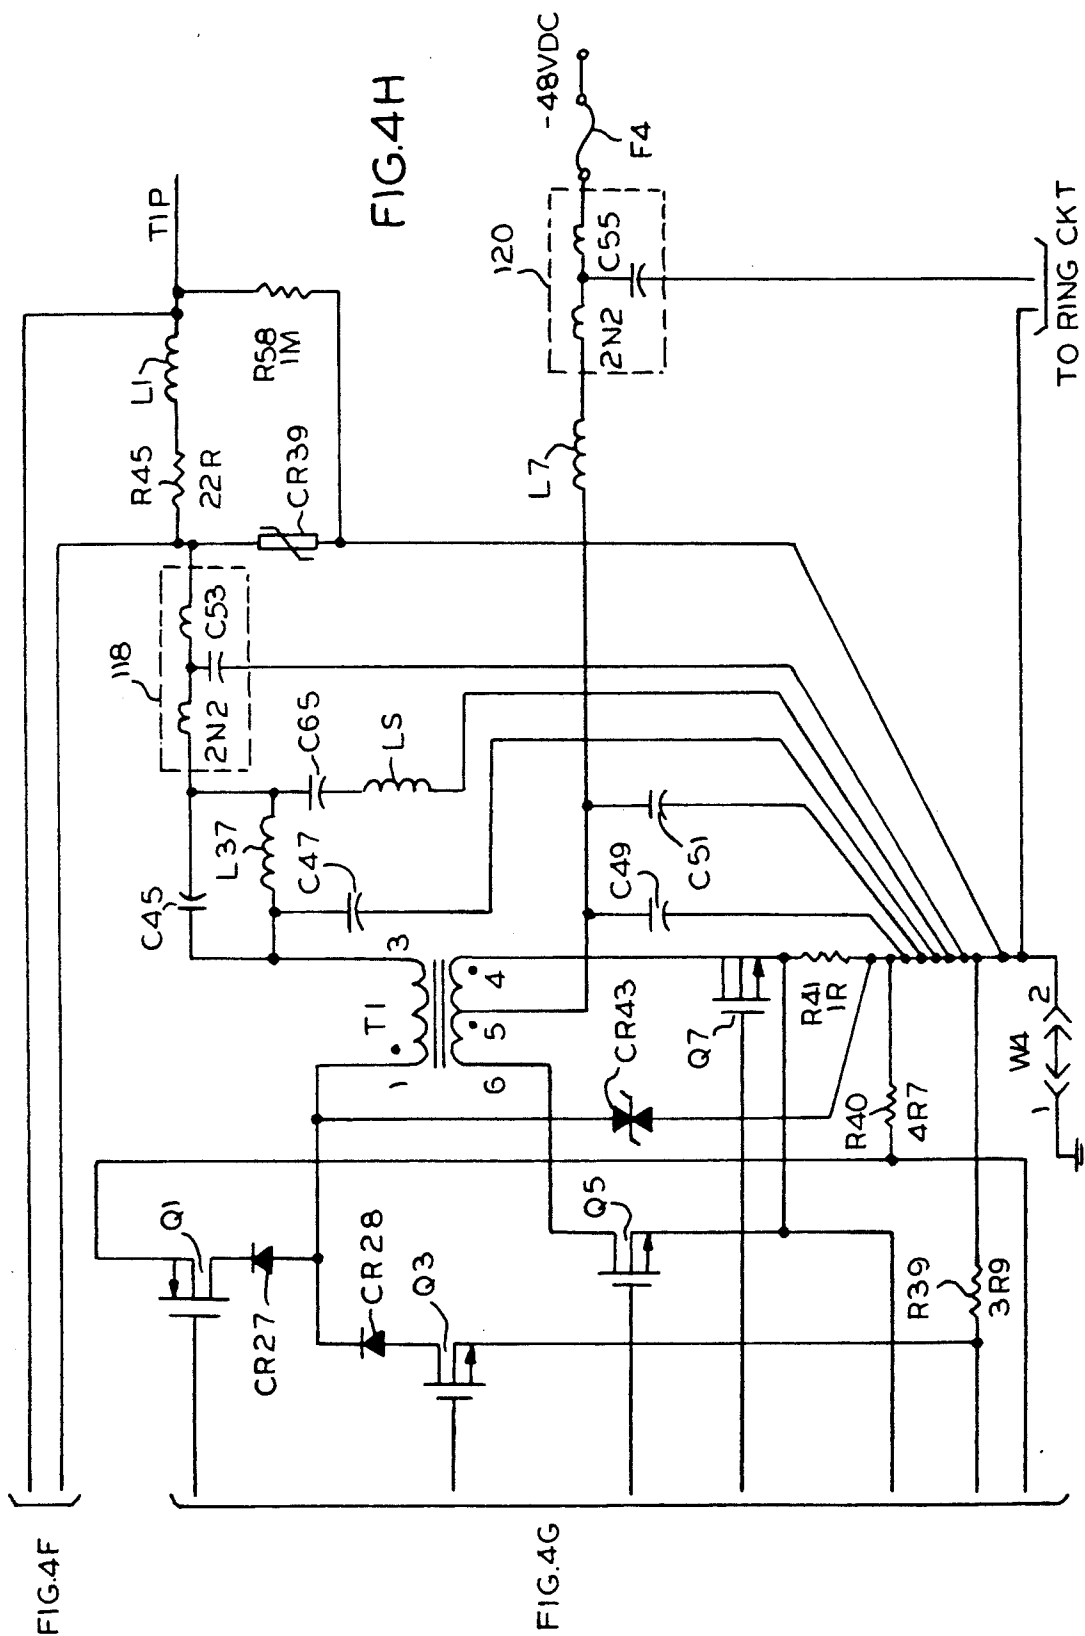 FIG.4H
FIG.4F
FIG.4G
TIP
L1
R45
22R
R58
1M
CR39
118
2N2
C53
C45
L37
C65
LS
C47
T1
1
3
4
5
6
Q1
CR27
CR28
Q3
CR43
Q5
Q7
R41
1R
R40
4R7
R39
3R9
C49
C51
L7
120
2N2
C55
F4
-48VDC
W4
1
2
TO RING CKT